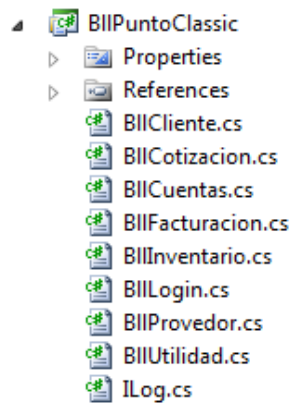 BllPuntoClassic
Properties
References
BllCliente.cs
BllCotizacion.cs
BllCuentas.cs
BllFacturacion.cs
BllInventario.cs
BllLogin.cs
BllProvedor.cs
BllUtilidad.cs
ILog.cs